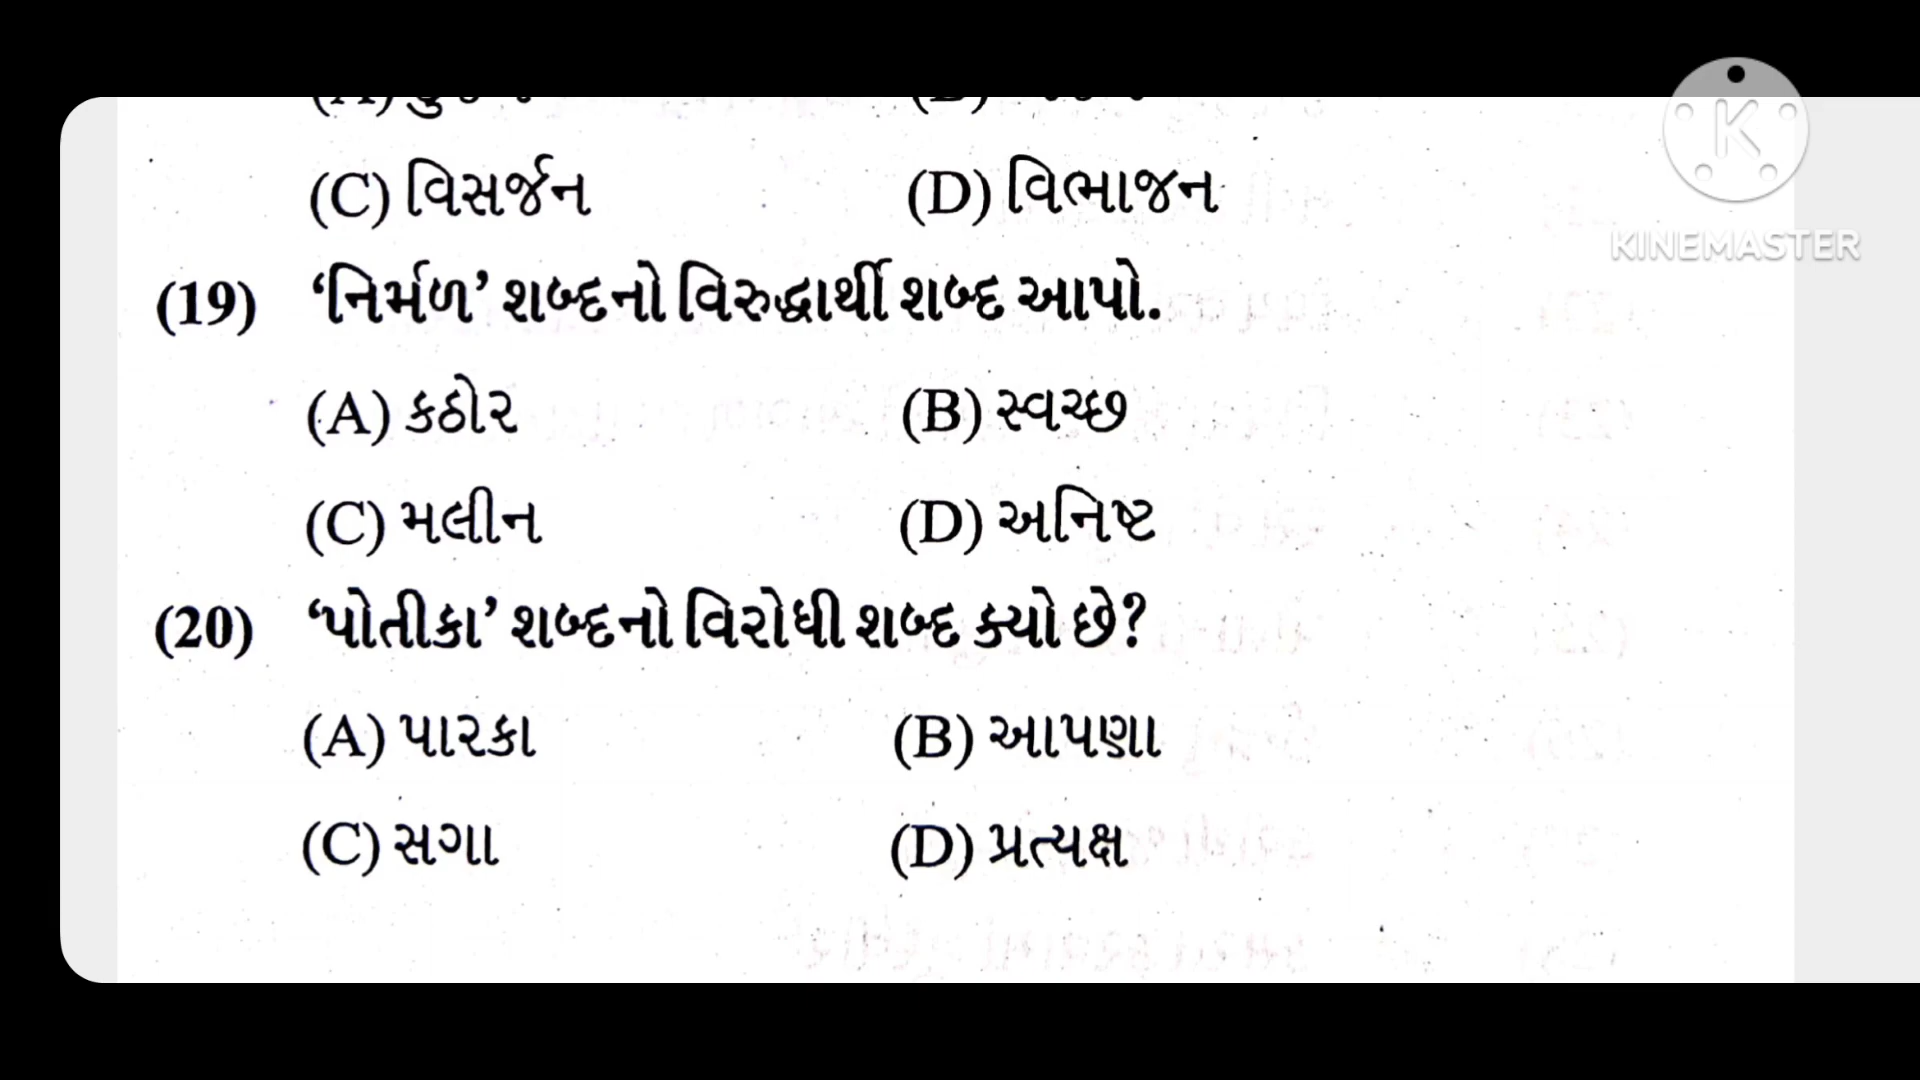 (C) વિસર્જન (D) વિભાજન
KINEMASTER
(19) ‘નિર્મળ’ શબ્દનો વિરુદ્ધાર્થી શબ્દ આપો.
(A) કઠોર (B) સ્વચ્છ
(C) મલીન (D) અનિષ્ટ
(20) ‘પોતીકા’ શબ્દનો વિરોધી શબ્દ ક્યો છે?
(A) પારકા (B) આપણા
(C) સગા (D) પ્રત્યક્ષ